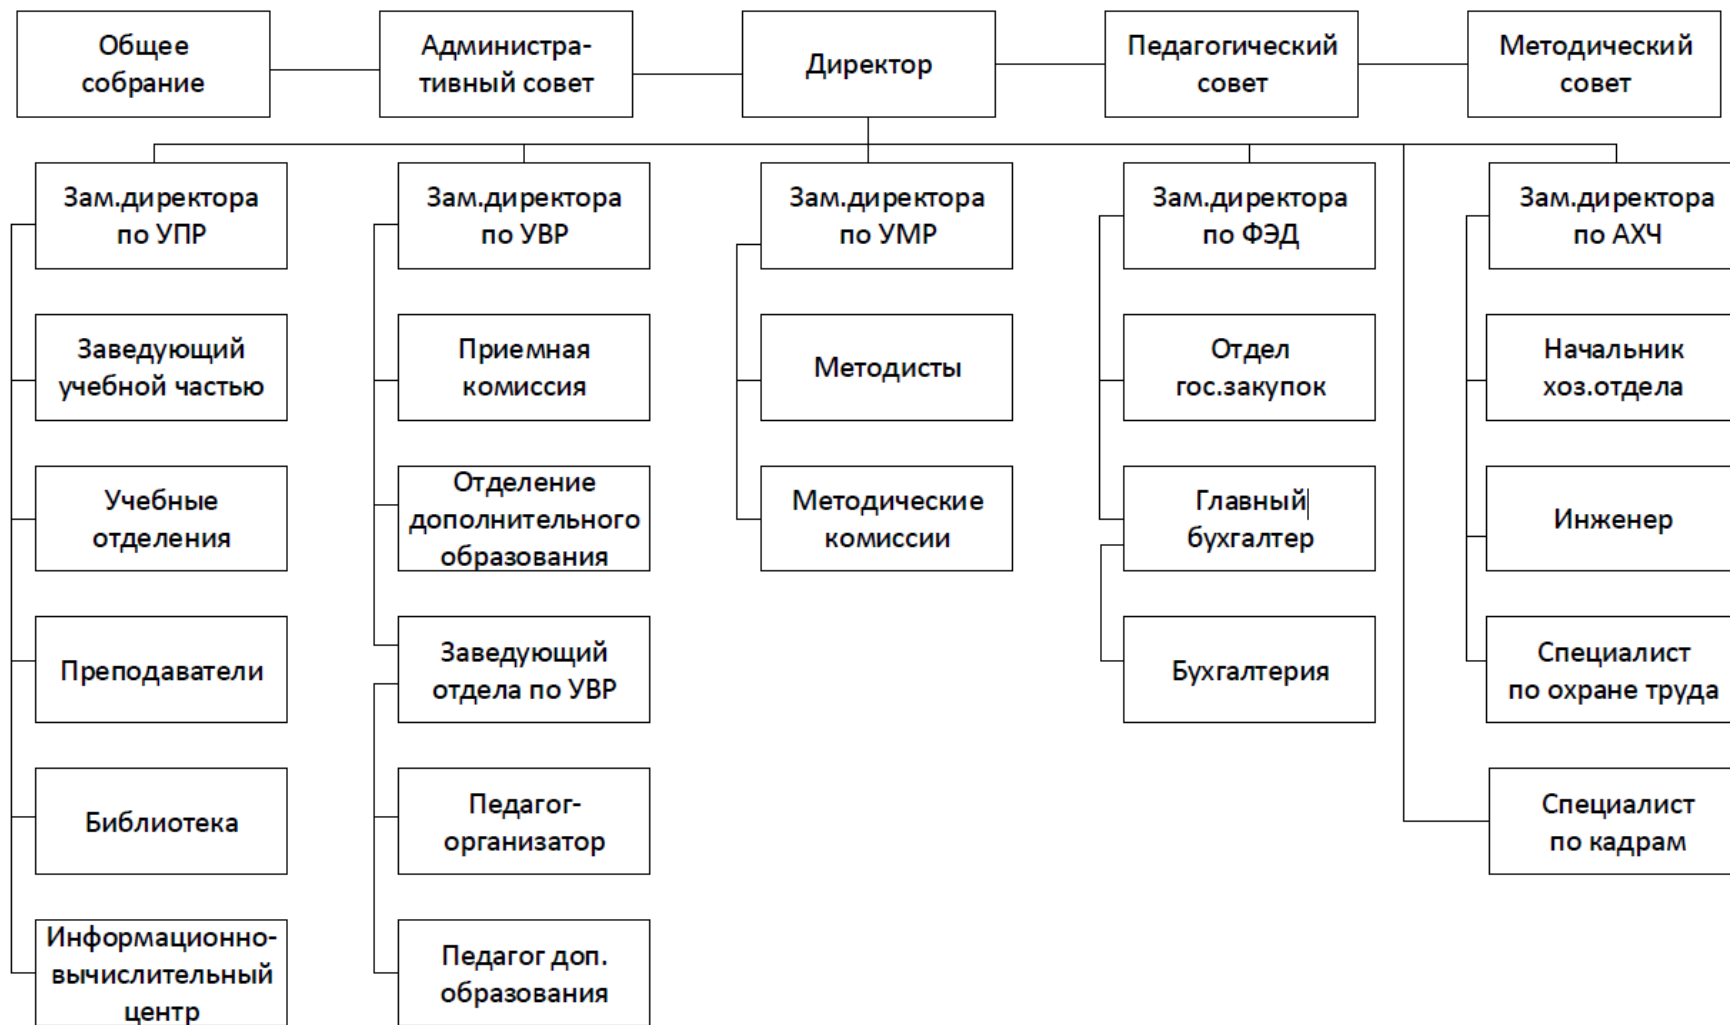 Общее
собрание
Администра-
тивный совет
Директор
Педагогический
совет
Методический
совет
Зам.директора
по УПР
Зам.директора
по УВР
Зам.директора
по УМР
Зам.директора
по ФЭД
Зам.директора
по АХЧ
Заведующий
учебной частью
Приемная
комиссия
Методисты
Отдел
гос.закупок
Начальник
хоз.отдела
Учебные
отделения
Отделение
дополнительного
образования
Методические
комиссии
Главный
бухгалтер
Инженер
Преподаватели
Заведующий
отдела по УВР
Бухгалтерия
Специалист
по охране труда
Библиотека
Педагог-
организатор
Специалист
по кадрам
Информационно-
вычислительный
центр
Педагог доп.
образования